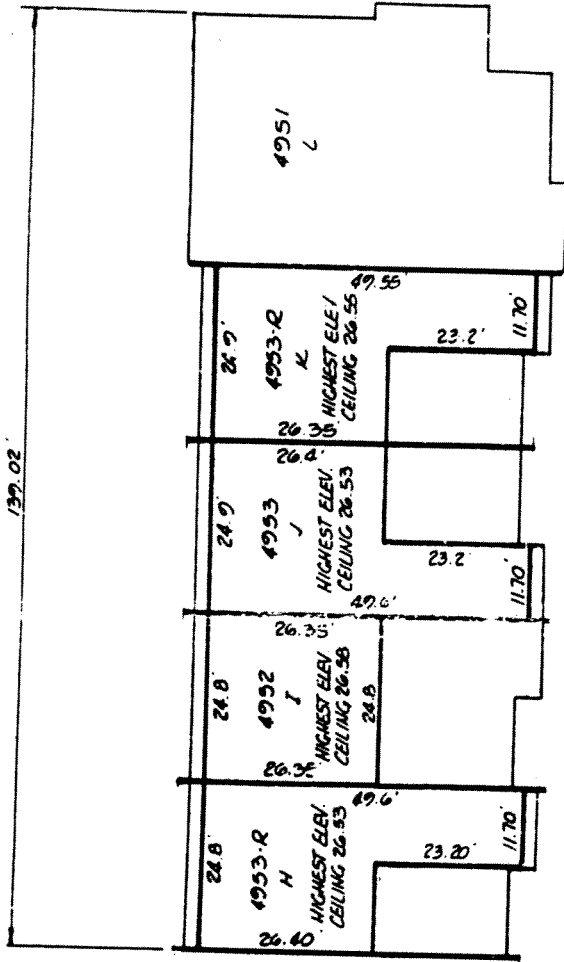 139.02'
4951
L
49.55'
24.9'
4953-R
K
HIGHEST ELEV
CEILING 26.55
23.2'
11.70'
26.35'
26.4'
24.9'
4953
J
HIGHEST ELEV.
CEILING 26.53
23.2'
11.70'
49.6'
26.35'
24.8'
4952
I
HIGHEST ELEV.
CEILING 26.58
24.8
26.35'
49.6'
24.8'
4953-R
H
HIGHEST ELEV.
CEILING 26.53
23.20'
11.70'
26.40